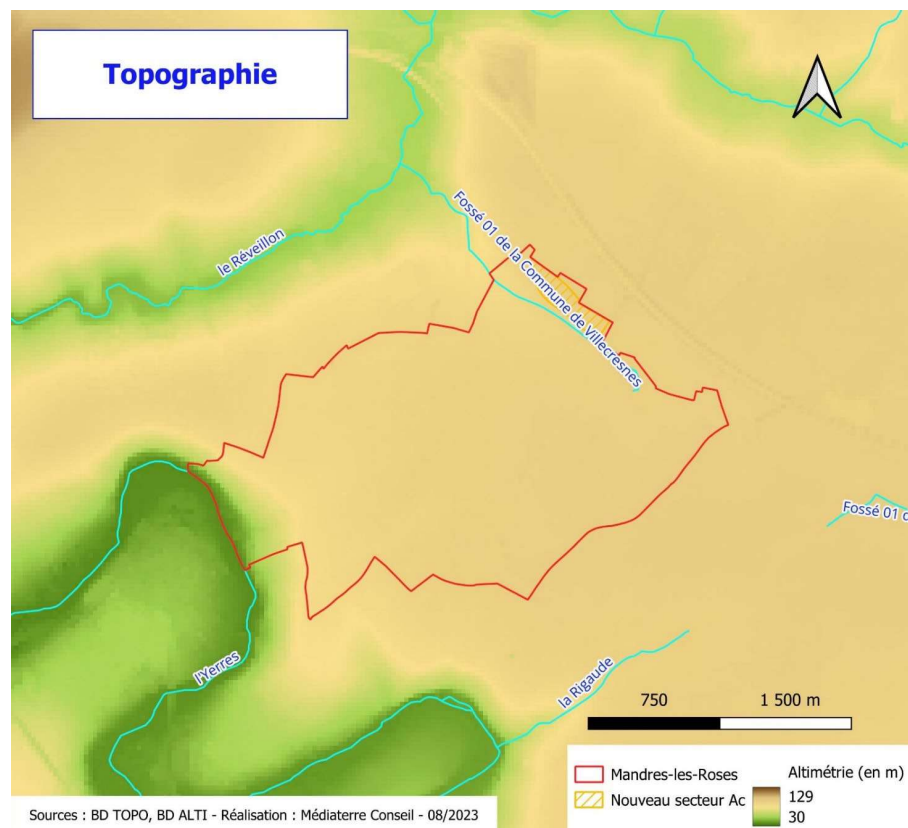 Topographie
Fossé 01 de la Commune de Villecresnes
le Réveillon
Fossé 01 d
l'Yerres
la Rigaude
750 1 500 m
Mandres-les-Roses
Nouveau secteur Ac
Altimétrie (en m)
129
30
Sources : BD TOPO, BD ALTI - Réalisation : Médiaterre Conseil - 08/2023